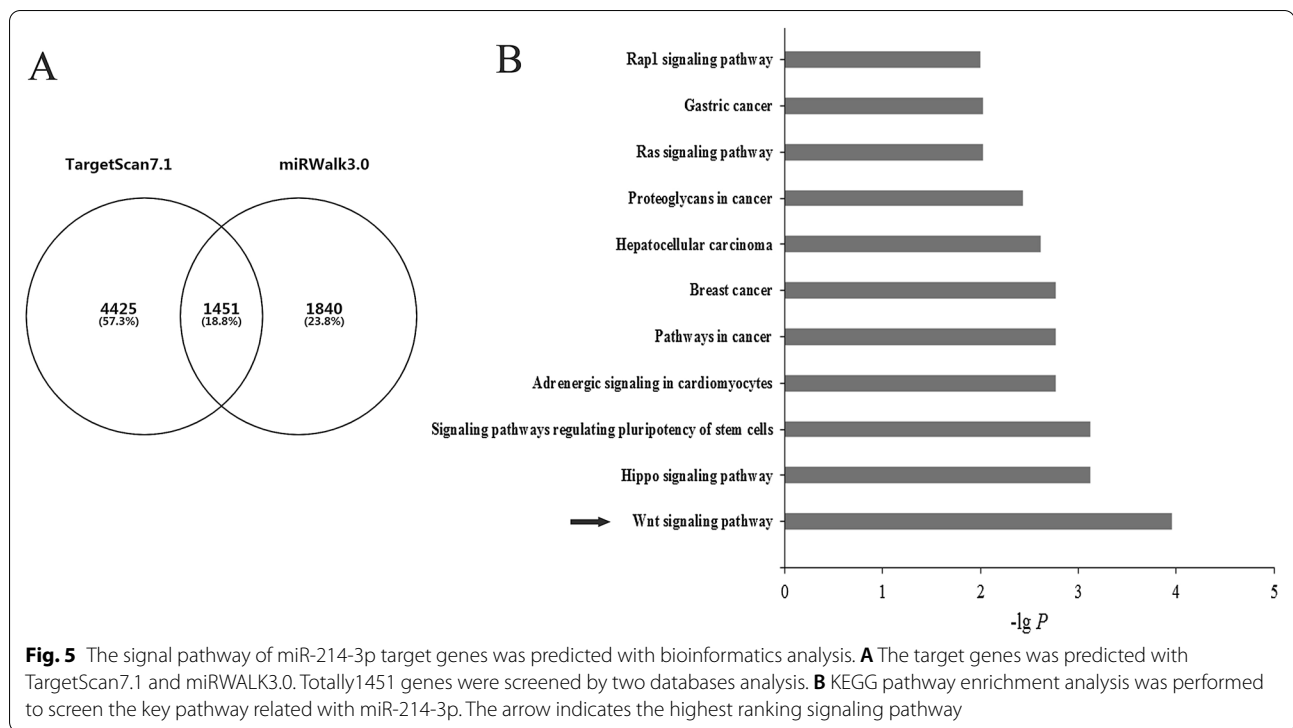 A
B
TargetScan7.1
miRWalk3.0
4425
(57.3%)
1451
(18.8%)
1840
(23.8%)
Rap1 signaling pathway
Gastric cancer
Ras signaling pathway
Proteoglycans in cancer
Hepatocellular carcinoma
Breast cancer
Pathways in cancer
Adrenergic signaling in cardiomyocytes
Signaling pathways regulating pluripotency of stem cells
Hippo signaling pathway
Wnt signaling pathway
0 1 2 3 4 5
-lg P
Fig. 5 The signal pathway of miR-214-3p target genes was predicted with bioinformatics analysis. A The target genes was predicted with
TargetScan7.1 and miRWALK3.0. Totally1451 genes were screened by two databases analysis. B KEGG pathway enrichment analysis was performed
to screen the key pathway related with miR-214-3p. The arrow indicates the highest ranking signaling pathway